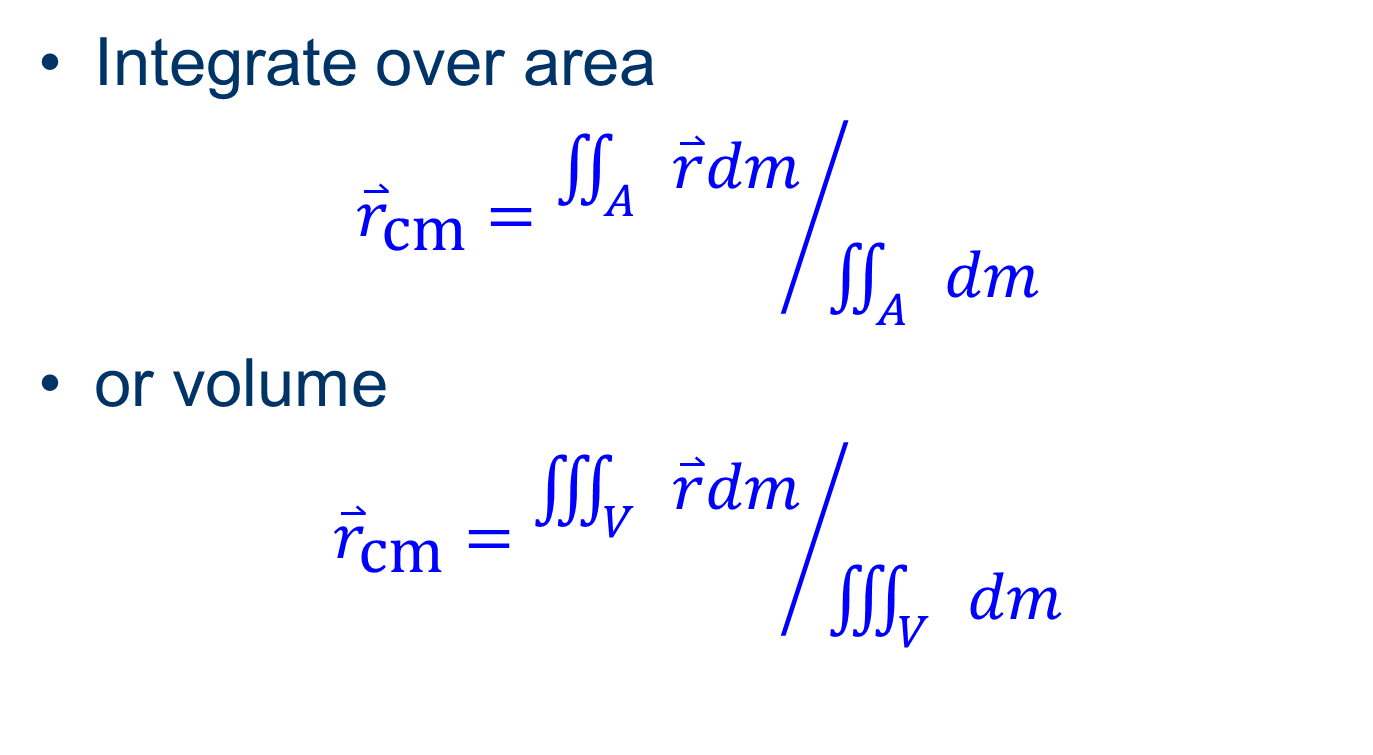 • Integrate over area
r⃗cm = ∬A r⃗dm / ∬A dm
• or volume
r⃗cm = ∭V r⃗dm / ∭V dm